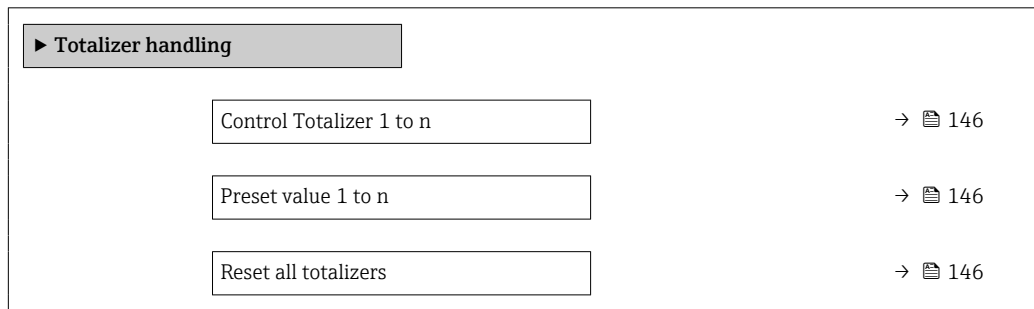 ▶ Totalizer handling
Control Totalizer 1 to n → 146
Preset value 1 to n → 146
Reset all totalizers → 146